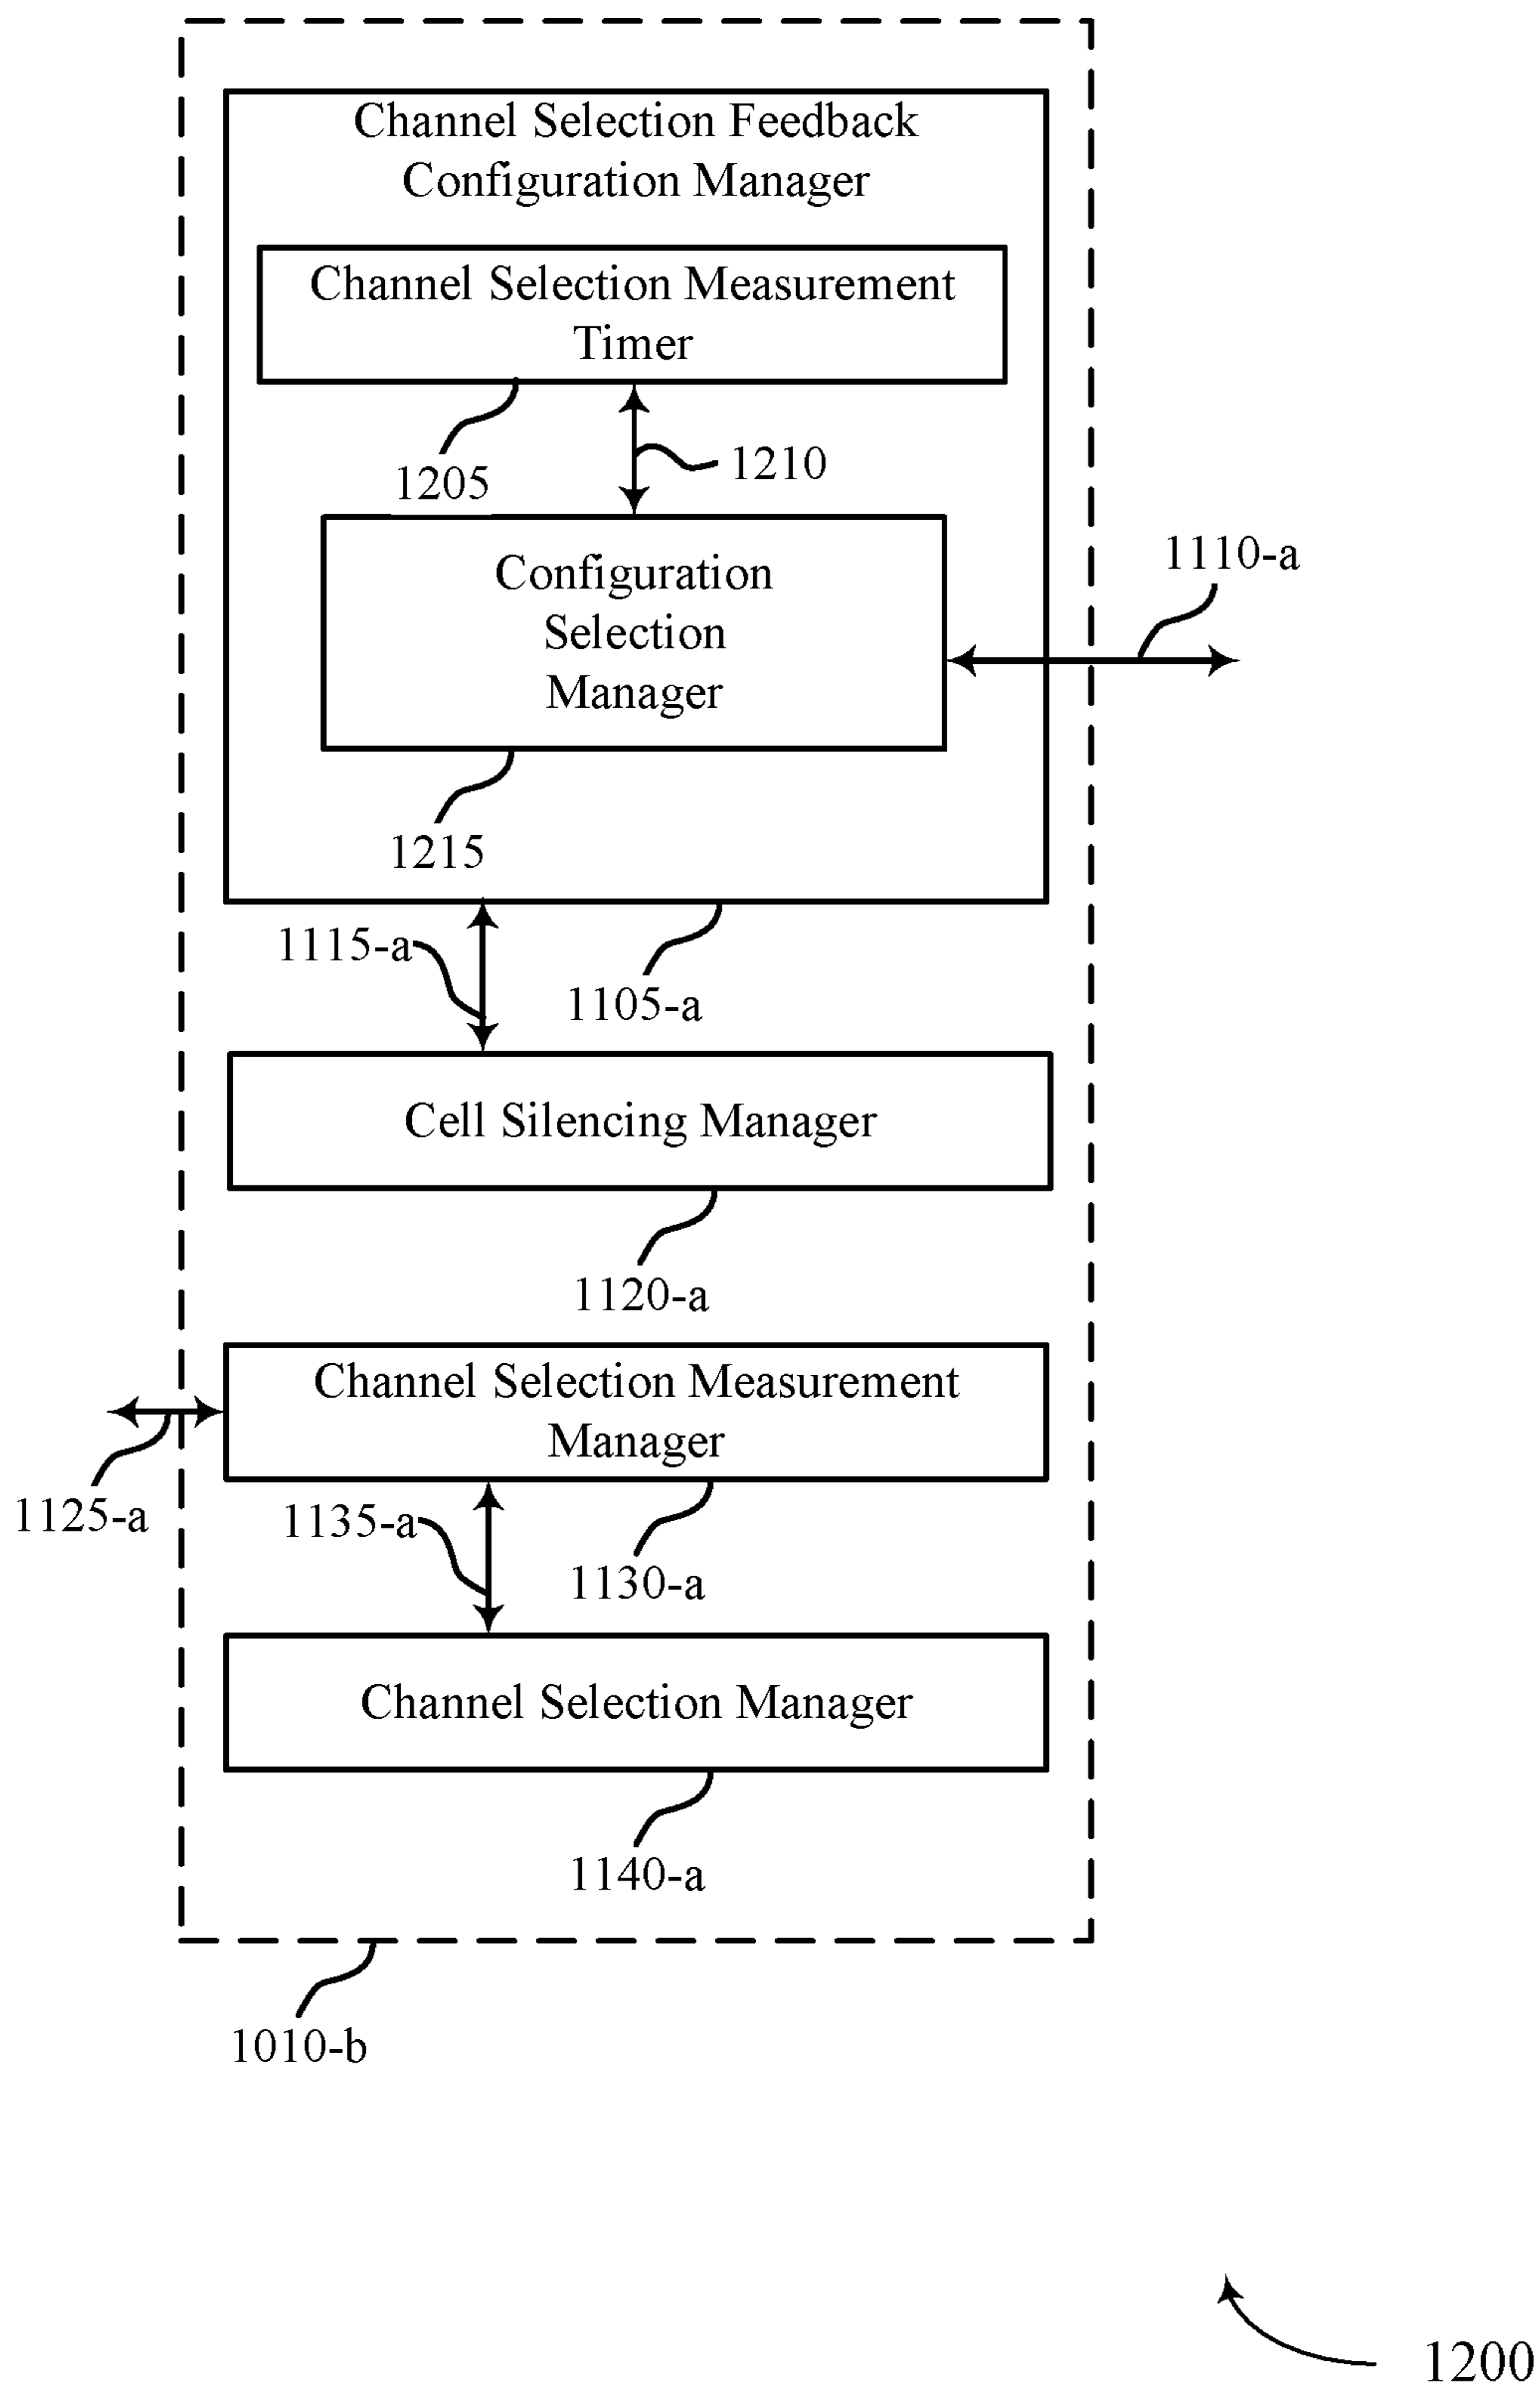 Channel Selection Feedback
Configuration Manager
Channel Selection Measurement
Timer
1205
1210
Configuration
Selection
Manager
1110-a
1215
1115-a
1105-a
Cell Silencing Manager
1120-a
Channel Selection Measurement
Manager
1125-a
1135-a
1130-a
Channel Selection Manager
1140-a
1010-b
1200